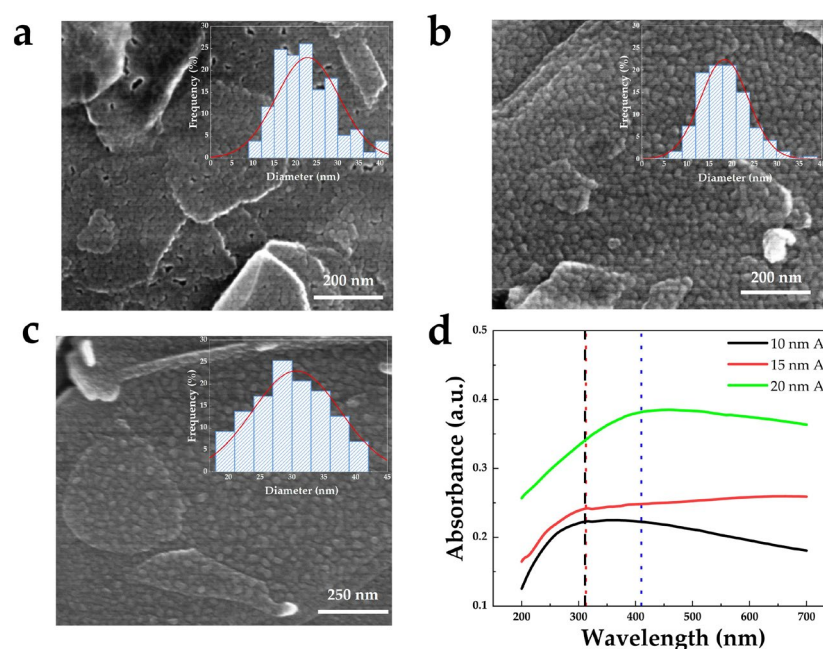 a
30
25
20
15
10
5
0
Frequency (%)
0 5 10 15 20 25 30 35 40
Diameter (nm)
200 nm
b
30
25
20
15
10
5
0
Frequency (%)
0 5 10 15 20 25 30 35 40
Diameter (nm)
200 nm
c
30
25
20
15
10
5
0
Frequency (%)
20 25 30 35 40 45
Diameter (nm)
250 nm
d
0.5
0.4
0.3
0.2
0.1
Absorbance (a.u.)
10 nm A
15 nm A
20 nm A
200 300 400 500 600 700
Wavelength (nm)